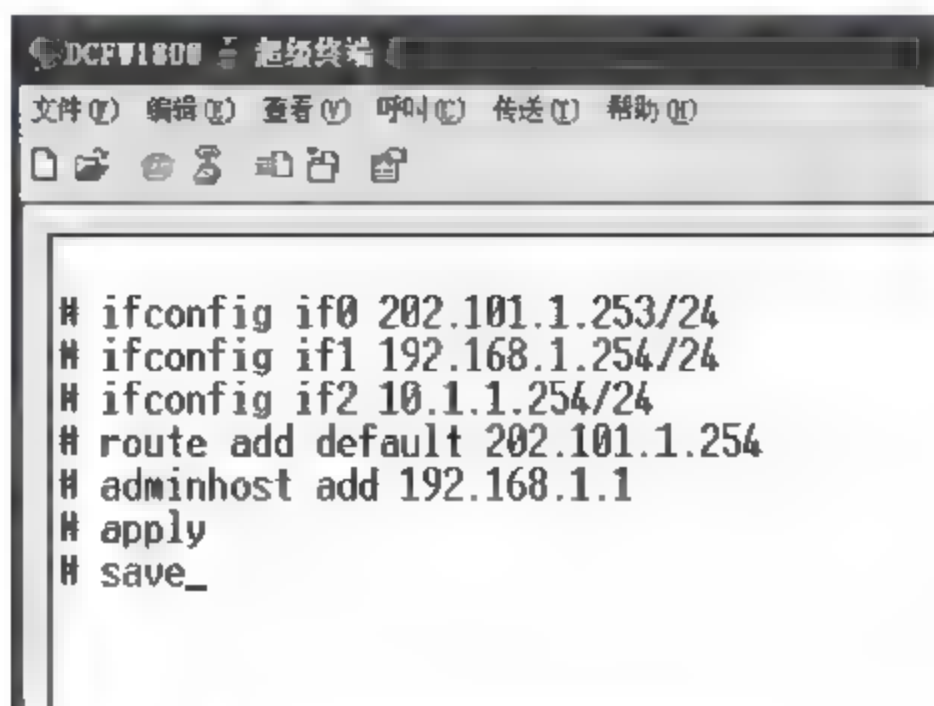 DCFW1800 - 超级终端
文件(F) 编辑(E) 查看(V) 呼叫(C) 传送(T) 帮助(H)
# ifconfig if0 202.101.1.253/24
# ifconfig if1 192.168.1.254/24
# ifconfig if2 10.1.1.254/24
# route add default 202.101.1.254
# adminhost add 192.168.1.1
# apply
# save_